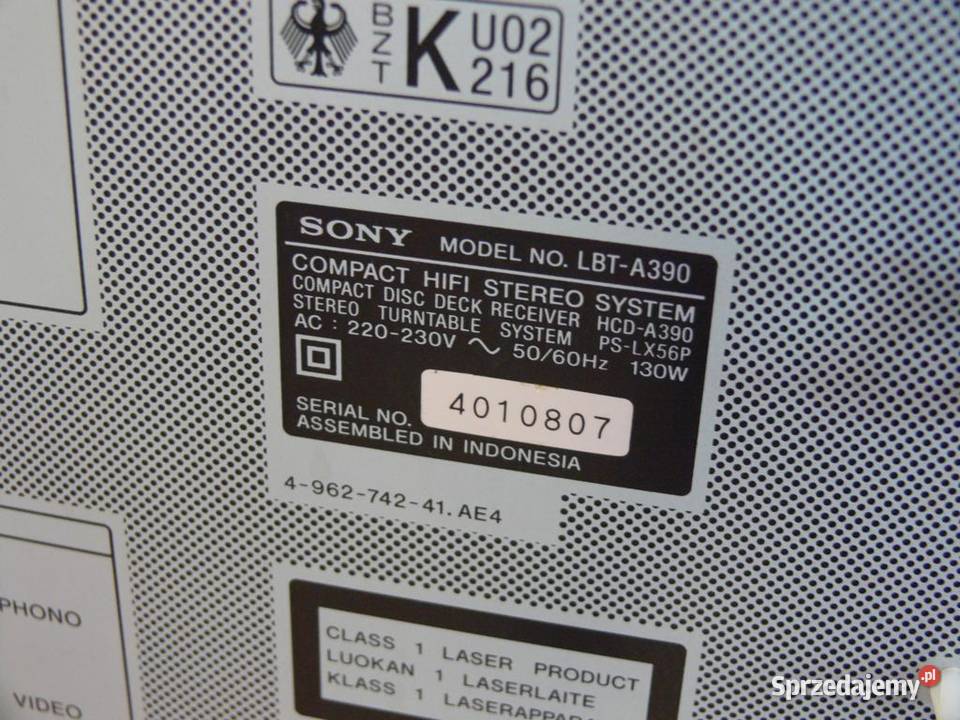 BZT K U02
216
SONY MODEL NO. LBT-A390
COMPACT HIFI STEREO SYSTEM
COMPACT DISC DECK RECEIVER HCD-A390
STEREO TURNTABLE SYSTEM PS-LX56P
AC : 220-230V ~ 50/60Hz 130W
SERIAL NO. 4010807
ASSEMBLED IN INDONESIA
4-962-742-41. AE4
PHONO
VIDEO
CLASS 1 LASER PRODUCT
LUOKAN 1 LASERLAITE
KLASS 1 LASERAPPARA
Sprzedajemy.pl